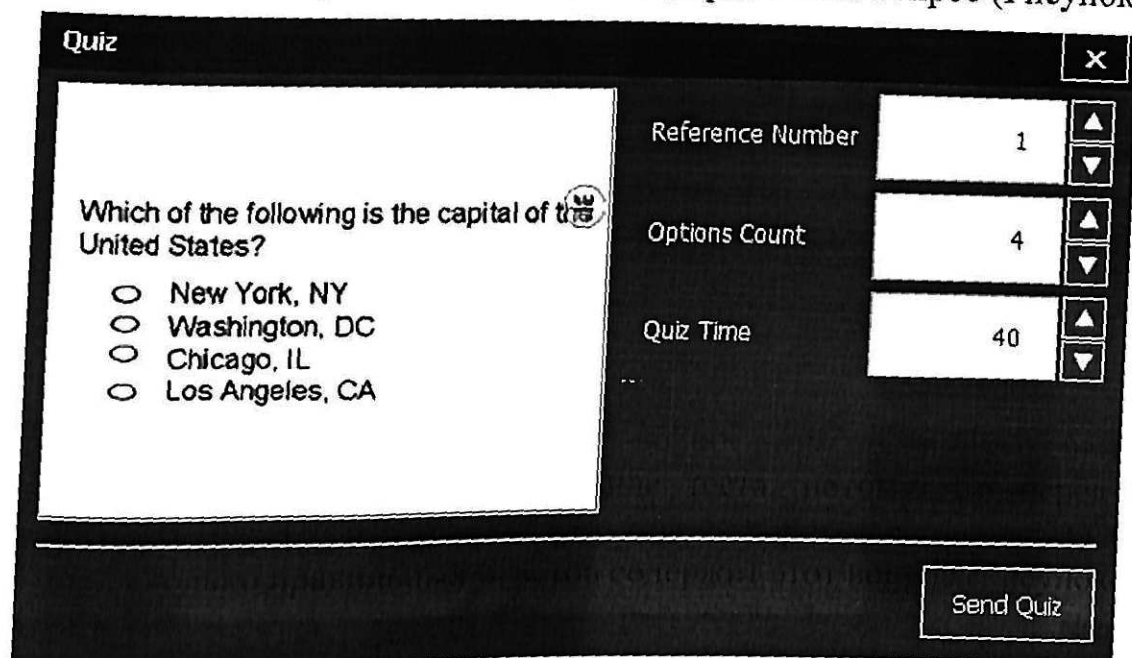 (Рисунок
Quiz
X
Which of the following is the capital of the
United States?
New York, NY
Washington, DC
Chicago, IL
Los Angeles, CA
Reference Number
1
Options Count
4
Quiz Time
40
Send Quiz